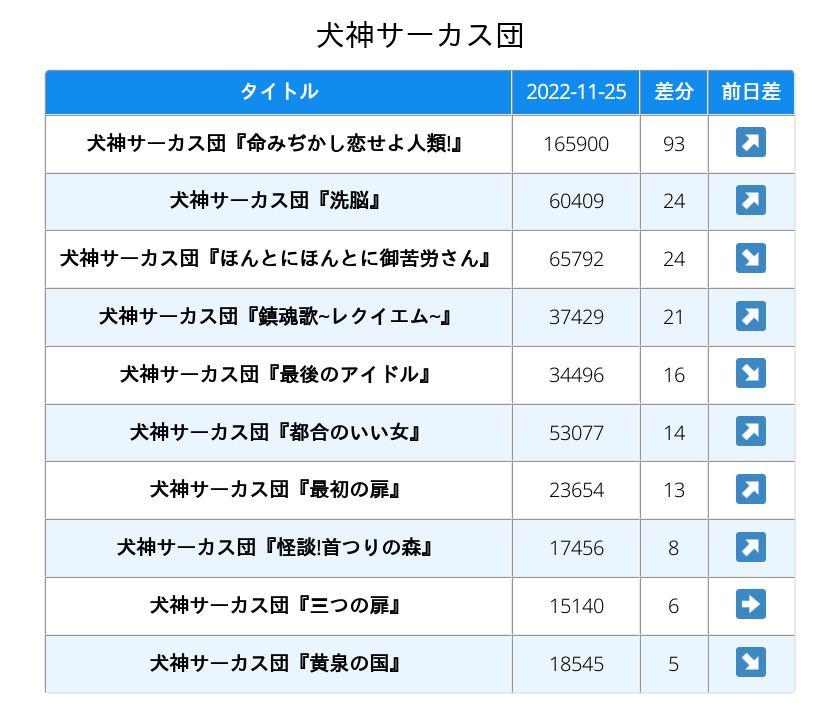 犬神サーカス団
タイトル 2022-11-25 差分 前日差
犬神サーカス団『命みぢかし恋せよ人類!』 165900 93 ↗
犬神サーカス団『洗脳』 60409 24 ↗
犬神サーカス団『ほんとにほんとに御苦労さん』 65792 24 ↘
犬神サーカス団『鎮魂歌~レクイエム~』 37429 21 ↗
犬神サーカス団『最後のアイドル』 34496 16 ↘
犬神サーカス団『都合のいい女』 53077 14 ↗
犬神サーカス団『最初の扉』 23654 13 ↗
犬神サーカス団『怪談!首つりの森』 17456 8 ↗
犬神サーカス団『三つの扉』 15140 6 ➡
犬神サーカス団『黄泉の国』 18545 5 ↘